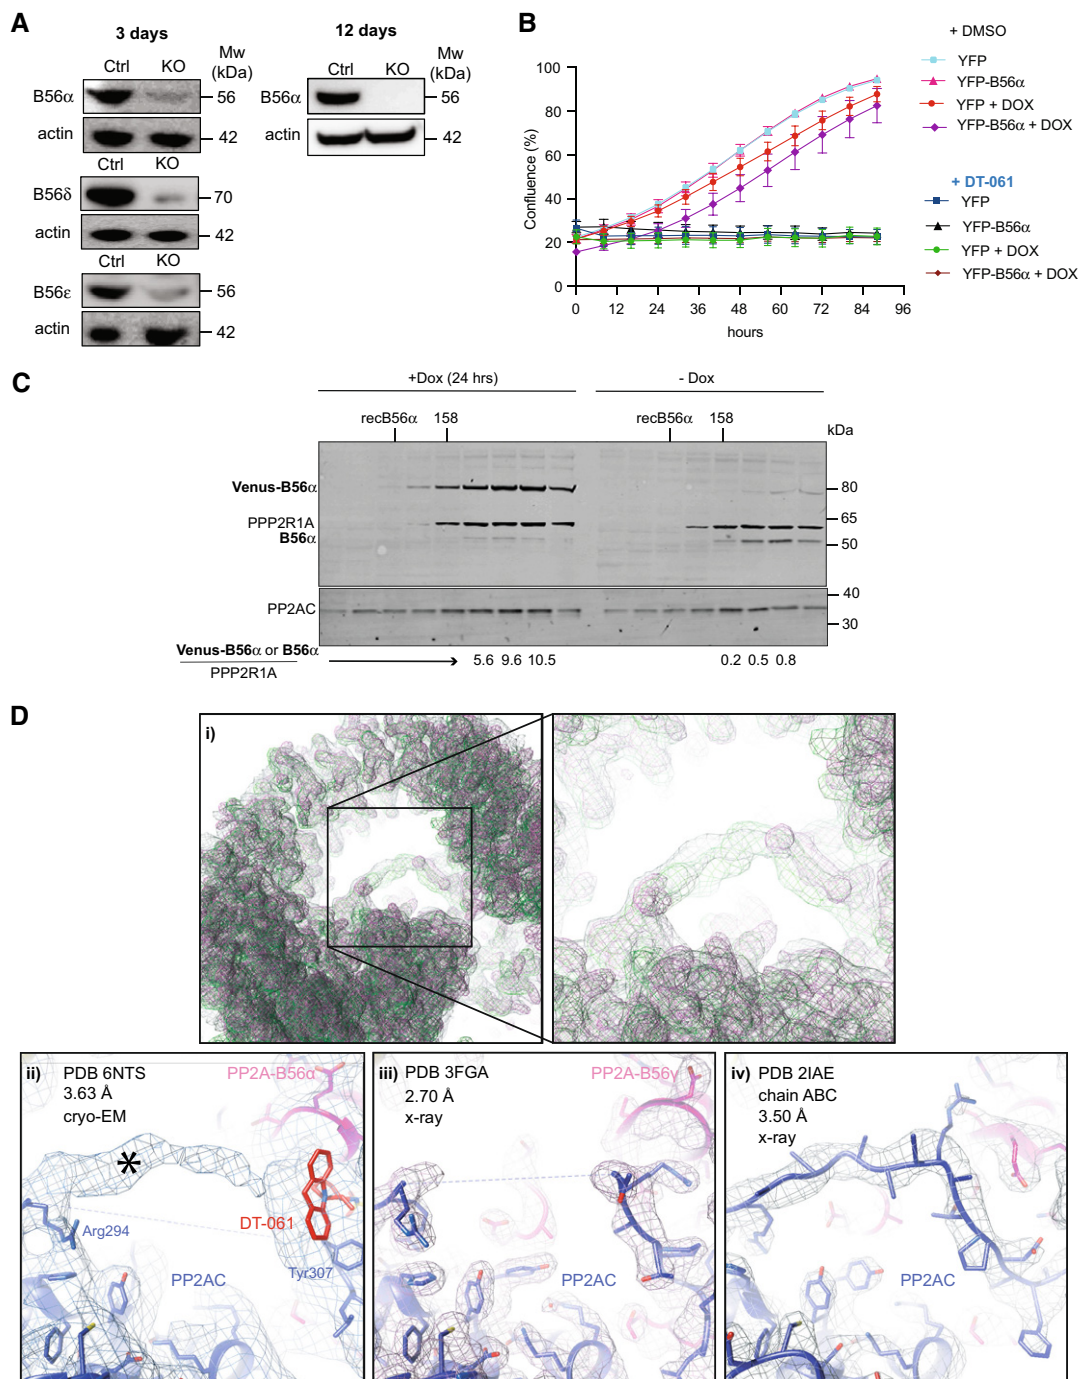 A
3 days
12 days
Ctrl KO
Mw
(kDa)
B56α
56
actin
42
Ctrl KO
B56δ
70
actin
42
Ctrl KO
B56ε
56
actin
42
Ctrl KO
Mw
(kDa)
B56α
56
actin
42
B
Confluence (%)
100
80
60
40
20
0
0 12 24 36 48 60 72 84 96
hours
+ DMSO
YFP
YFP-B56α
YFP + DOX
YFP-B56α + DOX
+ DT-061
YFP
YFP-B56α
YFP + DOX
YFP-B56α + DOX
C
+Dox (24 hrs)
- Dox
recB56α 158
recB56α 158
kDa
Venus-B56α
80
PPP2R1A
65
B56α
50
PP2AC
40
30
Venus-B56α or B56α
PPP2R1A
5.6 9.6 10.5
0.2 0.5 0.8
D
i)
ii) PDB 6NTS
3.63 Å
cryo-EM
PP2A-B56α
*
Arg294
DT-061
Tyr307
PP2AC
iii) PDB 3FGA
2.70 Å
x-ray
PP2A-B56γ
PP2AC
iv) PDB 2IAE
chain ABC
3.50 Å
x-ray
PP2AC